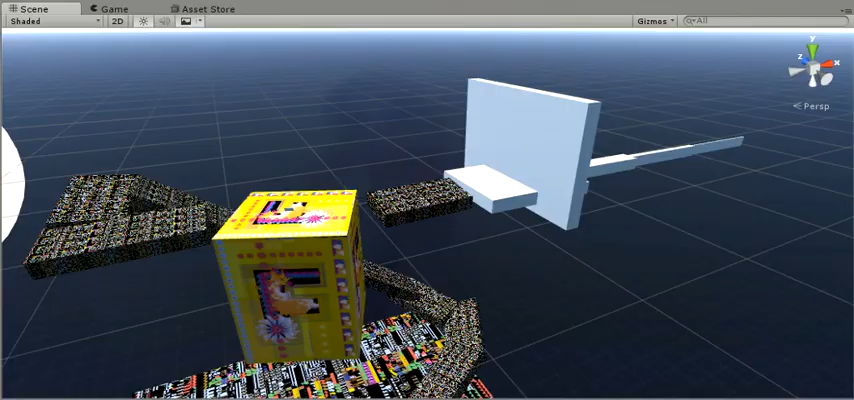 Scene Game Asset Store
Shaded 2D Gizmos All
y
z x
Persp